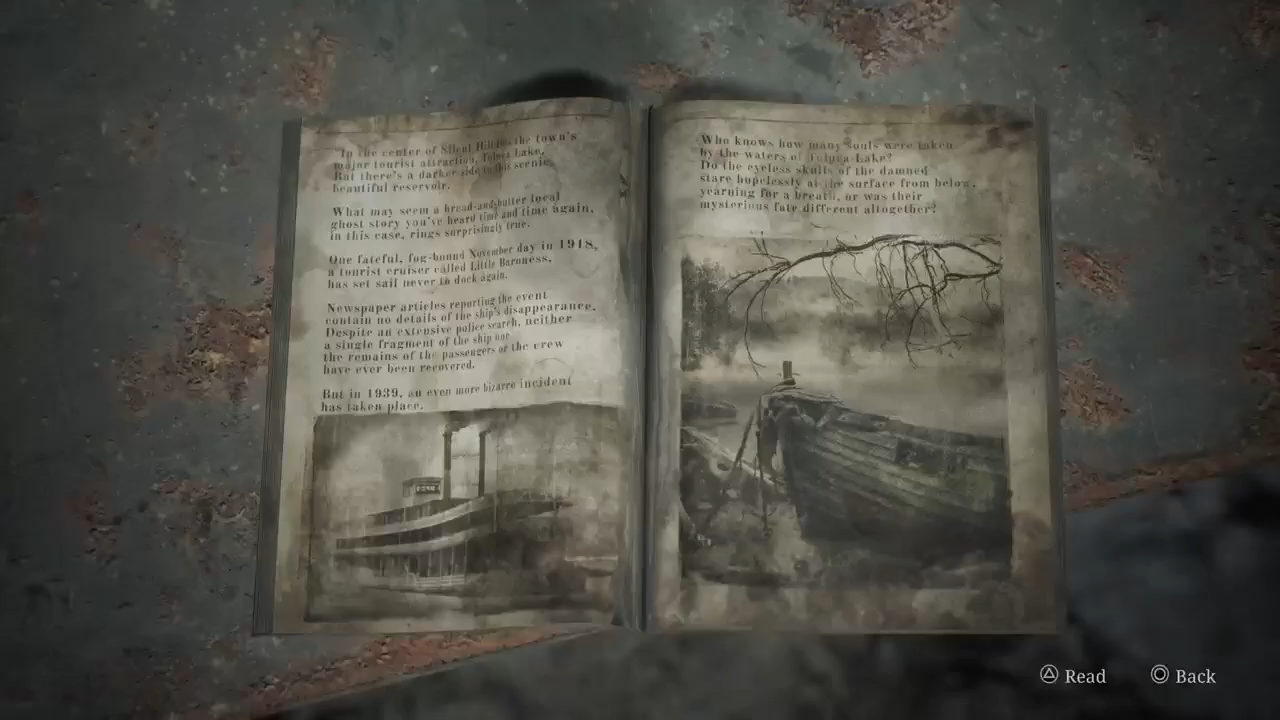 In the center of Silent Hill is the town's
major tourist attraction, Toluca Lake.
But there's a darker side to this scenic,
beautiful reservoir.
What may seem a bread-and-butter local
ghost story you've heard time and time again,
in this case, rings surprisingly true.
One fateful, fog-bound November day in 1918,
a tourist cruiser called Little Baroness,
has set sail never to dock again.
Newspaper articles reporting the event
contain no details of the ship's disappearance.
Despite an extensive police search, neither
a single fragment of the ship nor
the remains of the passengers or the crew
have ever been recovered.
But in 1939, an even more bizarre incident
has taken place.
Who knows how many souls were taken
by the waters of Toluca Lake?
Do the eyeless skulls of the damned
stare hopelessly at the surface from below,
yearning for a breath, or was their
mysterious fate different altogether?
Read
Back